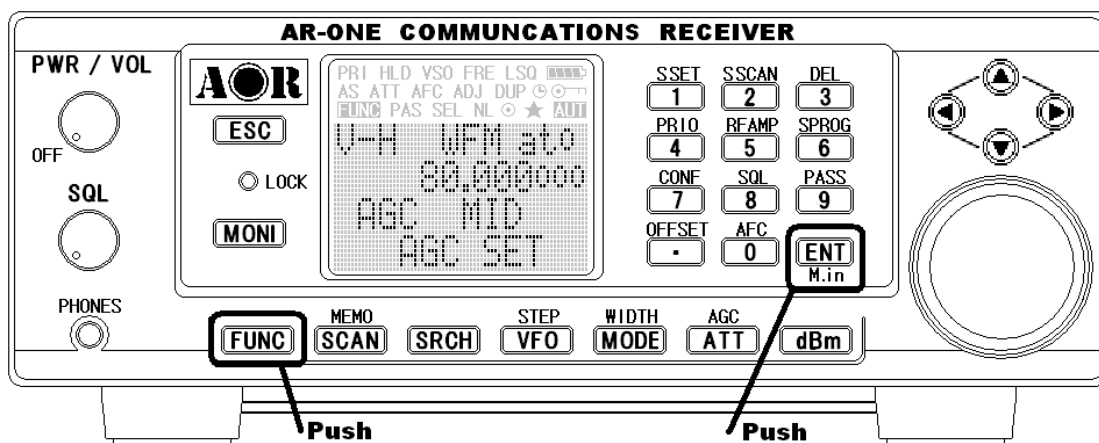 AR-ONE COMMUNCATIONS RECEIVER
PWR / VOL
OFF
SQL
PHONES
AOR
ESC
LOCK
MONI
PRI HLD VSO FRE LSQ
AS ATT AFC ADJ DUP
FUNC PAS SEL NL AUT
V-H WFM ato
80.000000
AGC MID
AGC SET
SSET SSCAN DEL
1 2 3
PRIO RFAMP SPROG
4 5 6
CONF SQL PASS
7 8 9
OFFSET AFC
. 0 ENT
M.in
MEMO STEP WIDTH AGC
FUNC SCAN SRCH VFO MODE ATT dBm
Push Push